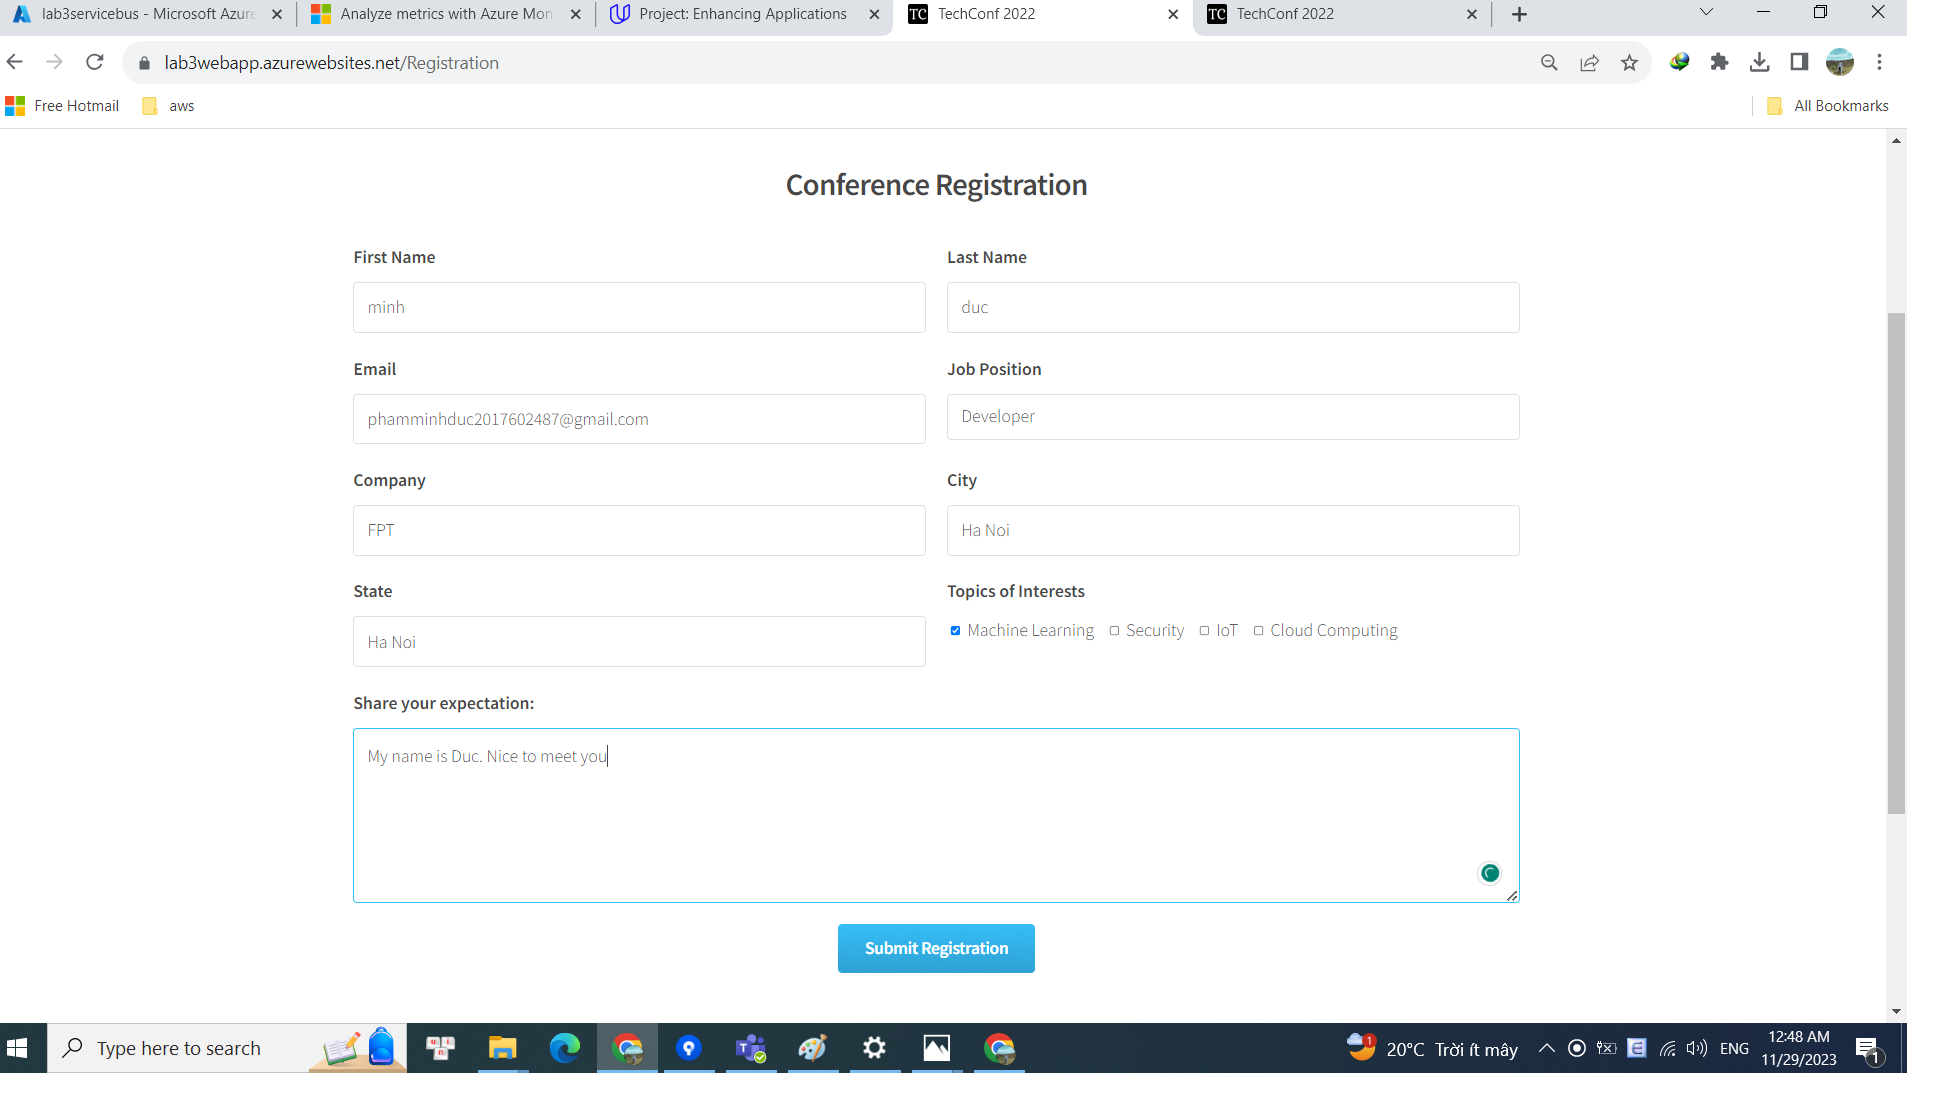 lab3servicebus - Microsoft Azure
Analyze metrics with Azure Mon
Project: Enhancing Applications
TC TechConf 2022
TC TechConf 2022
lab3webapp.azurewebsites.net/Registration
Free Hotmail
aws
All Bookmarks
Conference Registration
First Name
Last Name
minh
duc
Email
Job Position
phamminhduc2017602487@gmail.com
Developer
Company
City
FPT
Ha Noi
State
Topics of Interests
Ha Noi
Machine Learning Security IoT Cloud Computing
Share your expectation:
My name is Duc. Nice to meet you
Submit Registration
Type here to search
1
20°C Trời ít mây
ENG
12:48 AM
11/29/2023
1